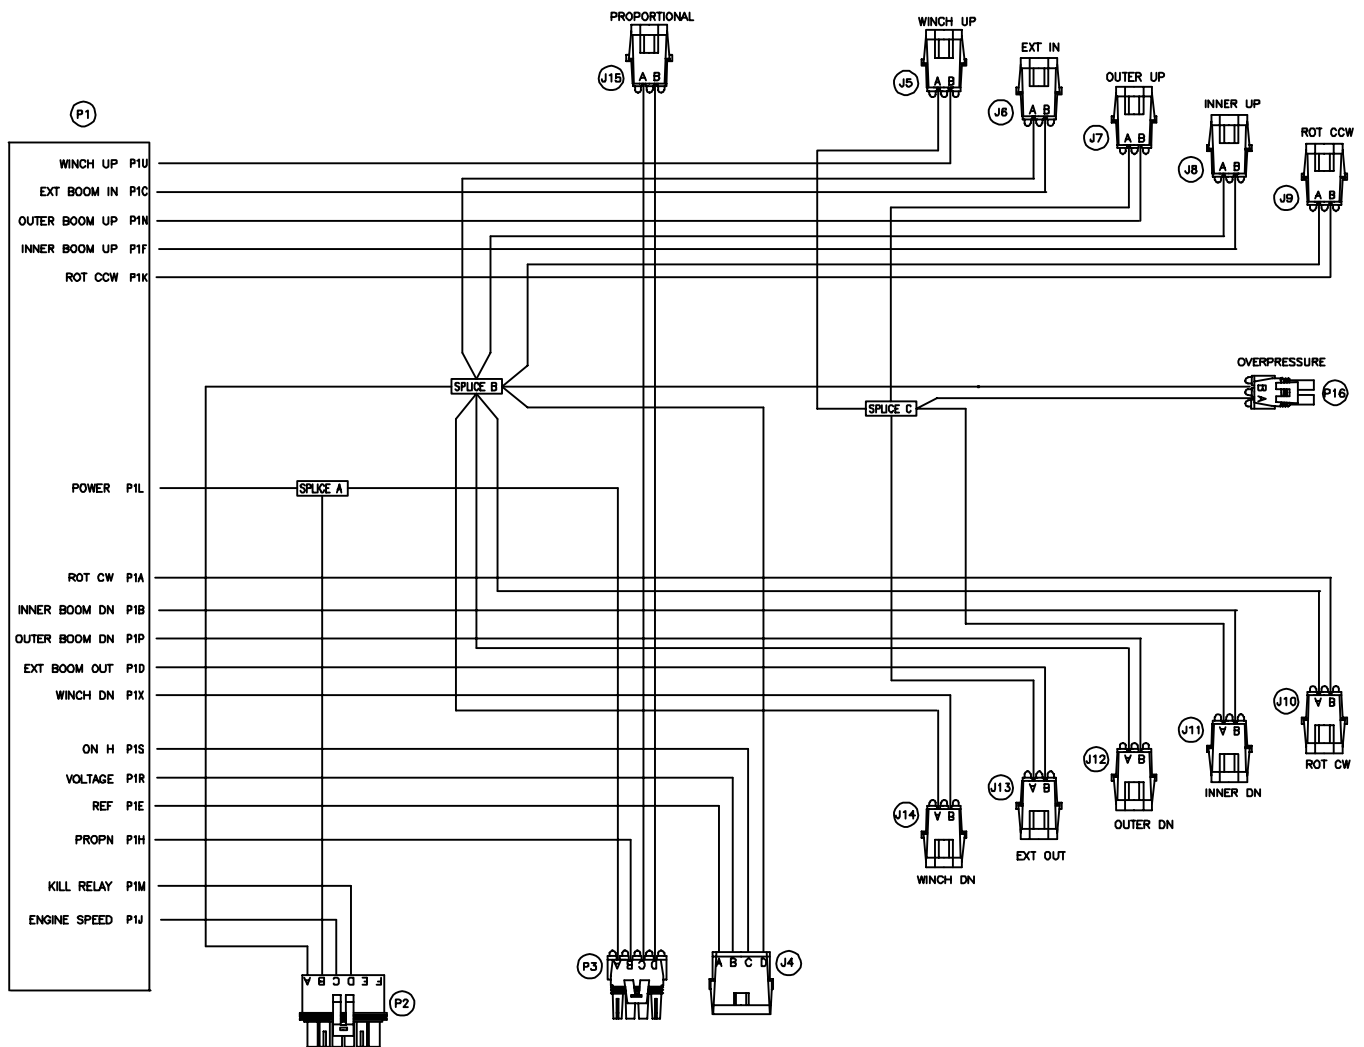 PROPORTIONAL
J15
A B
WINCH UP
J5
A B
EXT IN
J6
A B
OUTER UP
J7
A B
INNER UP
J8
A B
ROT CCW
J9
A B
P1
WINCH UP P1U
EXT BOOM IN P1C
OUTER BOOM UP P1N
INNER BOOM UP P1F
ROT CCW P1K
OVERPRESSURE
B
A
P16
SPLICE B
SPLICE C
POWER P1L
SPLICE A
ROT CW P1A
INNER BOOM DN P1B
OUTER BOOM DN P1P
EXT BOOM OUT P1D
WINCH DN P1X
ON H P1S
VOLTAGE P1R
REF P1E
PROPN P1H
KILL RELAY P1M
ENGINE SPEED P1J
J10
A B
ROT CW
J11
A B
INNER DN
J12
A B
OUTER DN
J13
A B
EXT OUT
J14
A B
WINCH DN
P3
A B C D
A B C D
J4
A B C D E F
P2